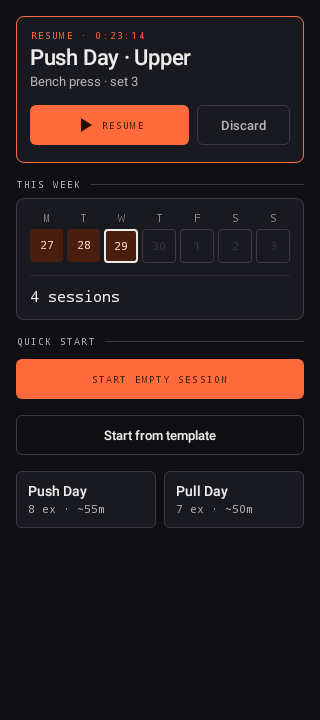 RESUME · 0:23:14
Push Day · Upper
Bench press · set 3
RESUME
Discard
THIS WEEK
M T W T F S S
27 28 29 30 1 2 3
4 sessions
QUICK START
START EMPTY SESSION
Start from template
Push Day
8 ex · ~55m
Pull Day
7 ex · ~50m